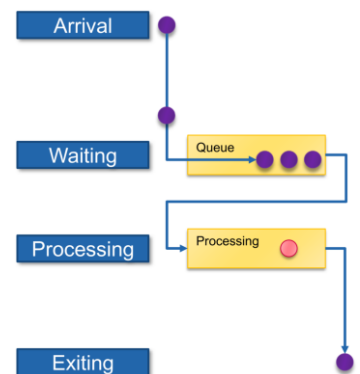 Arrival
Waiting
Queue
Processing
Processing
Exiting